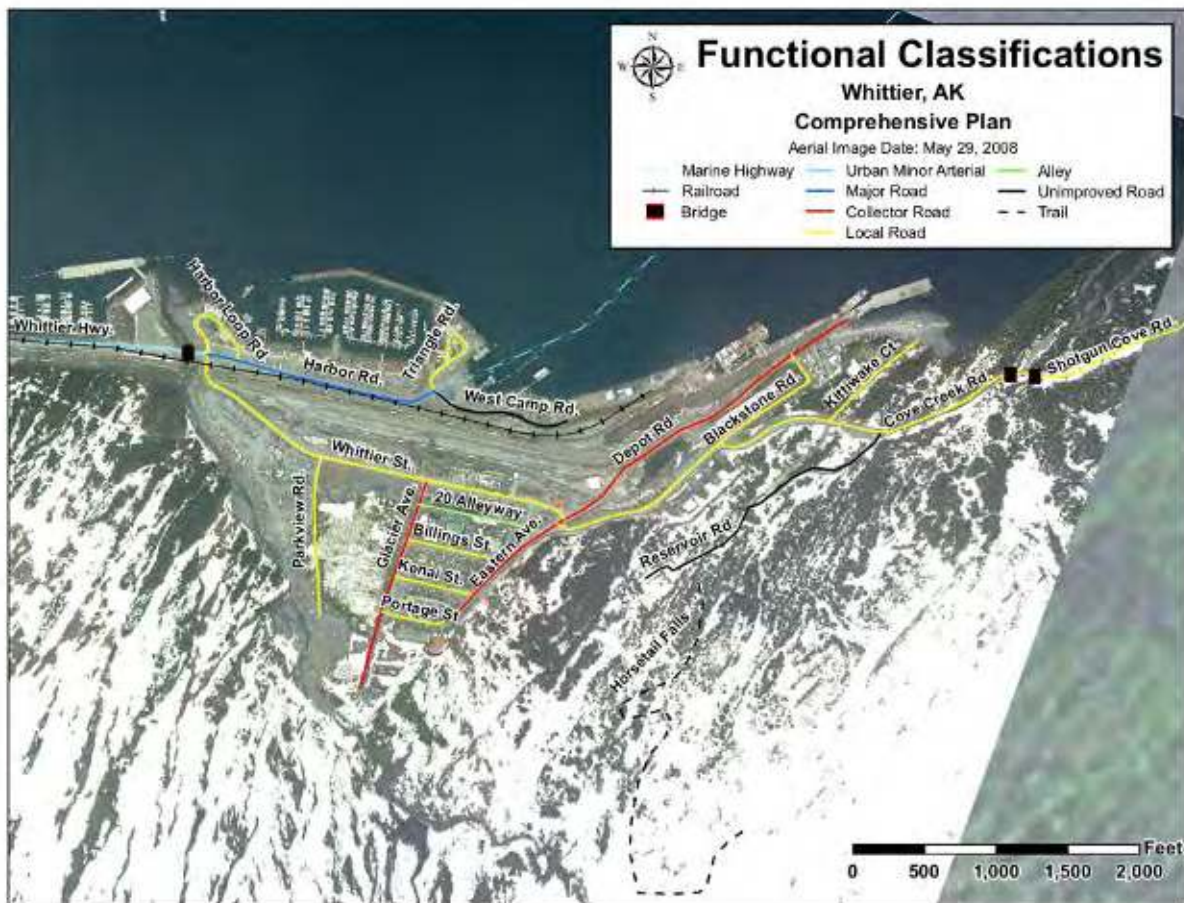 N
W E
S
Functional Classifications
Whittier, AK
Comprehensive Plan
Aerial Image Date: May 29, 2008
Marine Highway
Railroad
Bridge
Urban Minor Arterial
Major Road
Collector Road
Local Road
Alley
Unimproved Road
Trail
Whittier Hwy.
Harbor Loop Rd
Harbor Rd.
Triangle Rd.
West Camp Rd.
Whittier St.
Parkview Rd.
Glacier Ave.
20 Alleyway
Billings St.
Kenai St.
Portage St
Eastern Ave.
Depot Rd.
Blackstone Rd
Kittiwake Ct.
Cove Creek Rd.
Shotgun Cove Rd.
Reservoir Rd
Horsetail Falls
Feet
0 500 1,000 1,500 2,000